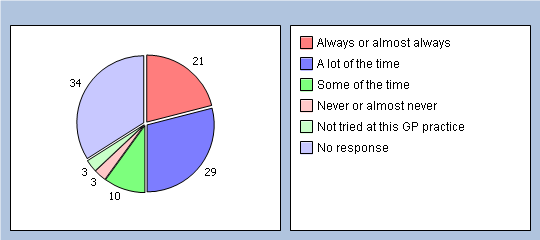 21
29
10
3
3
34
Always or almost always
A lot of the time
Some of the time
Never or almost never
Not tried at this GP practice
No response